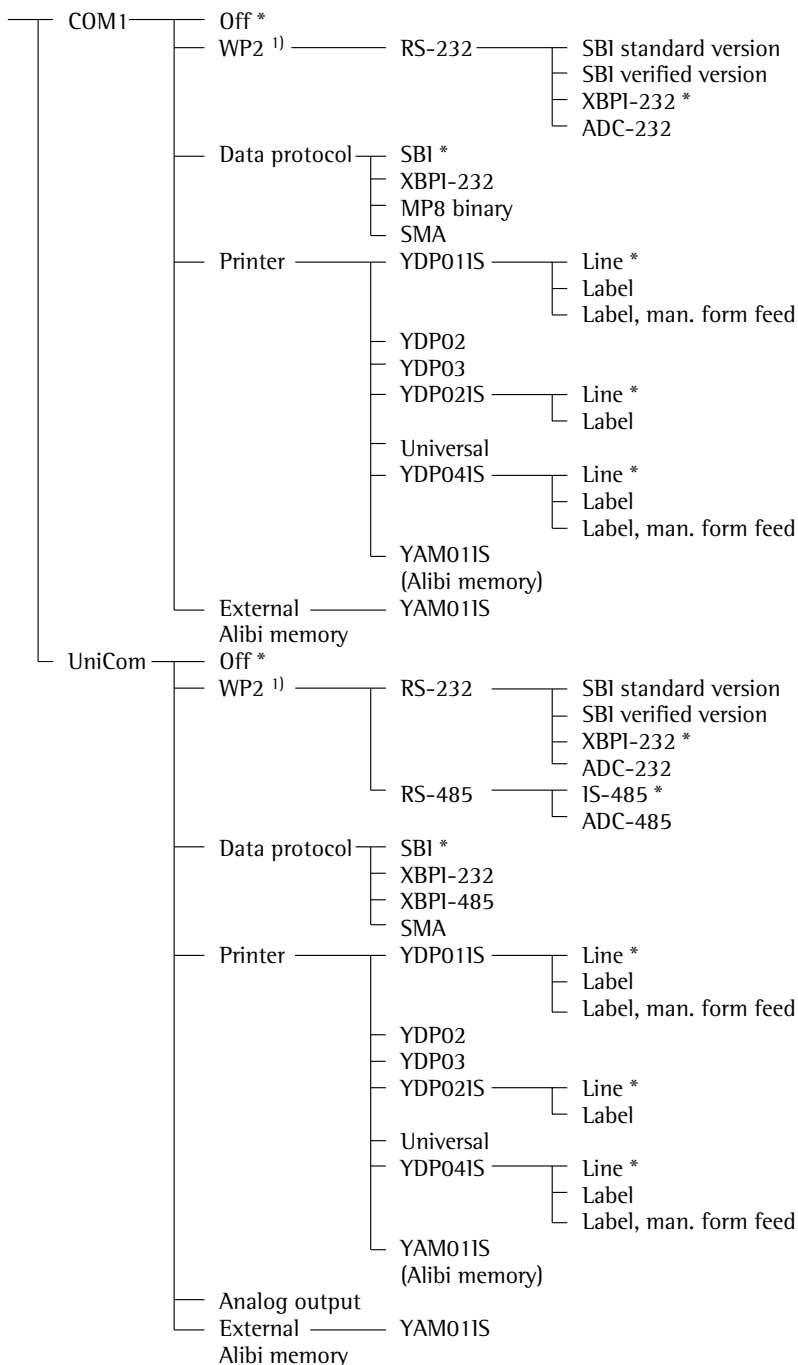 COM1 Off *
WP2 1) RS-232 SBI standard version
SBI verified version
XBPI-232 *
ADC-232
Data protocol SBI *
XBPI-232
MP8 binary
SMA
Printer YDP01IS Line *
Label
Label, man. form feed
YDP02
YDP03
YDP02IS Line *
Label
Universal
YDP04IS Line *
Label
Label, man. form feed
YAM01IS
(Alibi memory)
External YAM01IS
Alibi memory
UniCom Off *
WP2 1) RS-232 SBI standard version
SBI verified version
XBPI-232 *
ADC-232
RS-485 IS-485 *
ADC-485
Data protocol SBI *
XBPI-232
XBPI-485
SMA
Printer YDP01IS Line *
Label
Label, man. form feed
YDP02
YDP03
YDP02IS Line *
Label
Universal
YDP04IS Line *
Label
Label, man. form feed
YAM01IS
(Alibi memory)
Analog output
External YAM01IS
Alibi memory